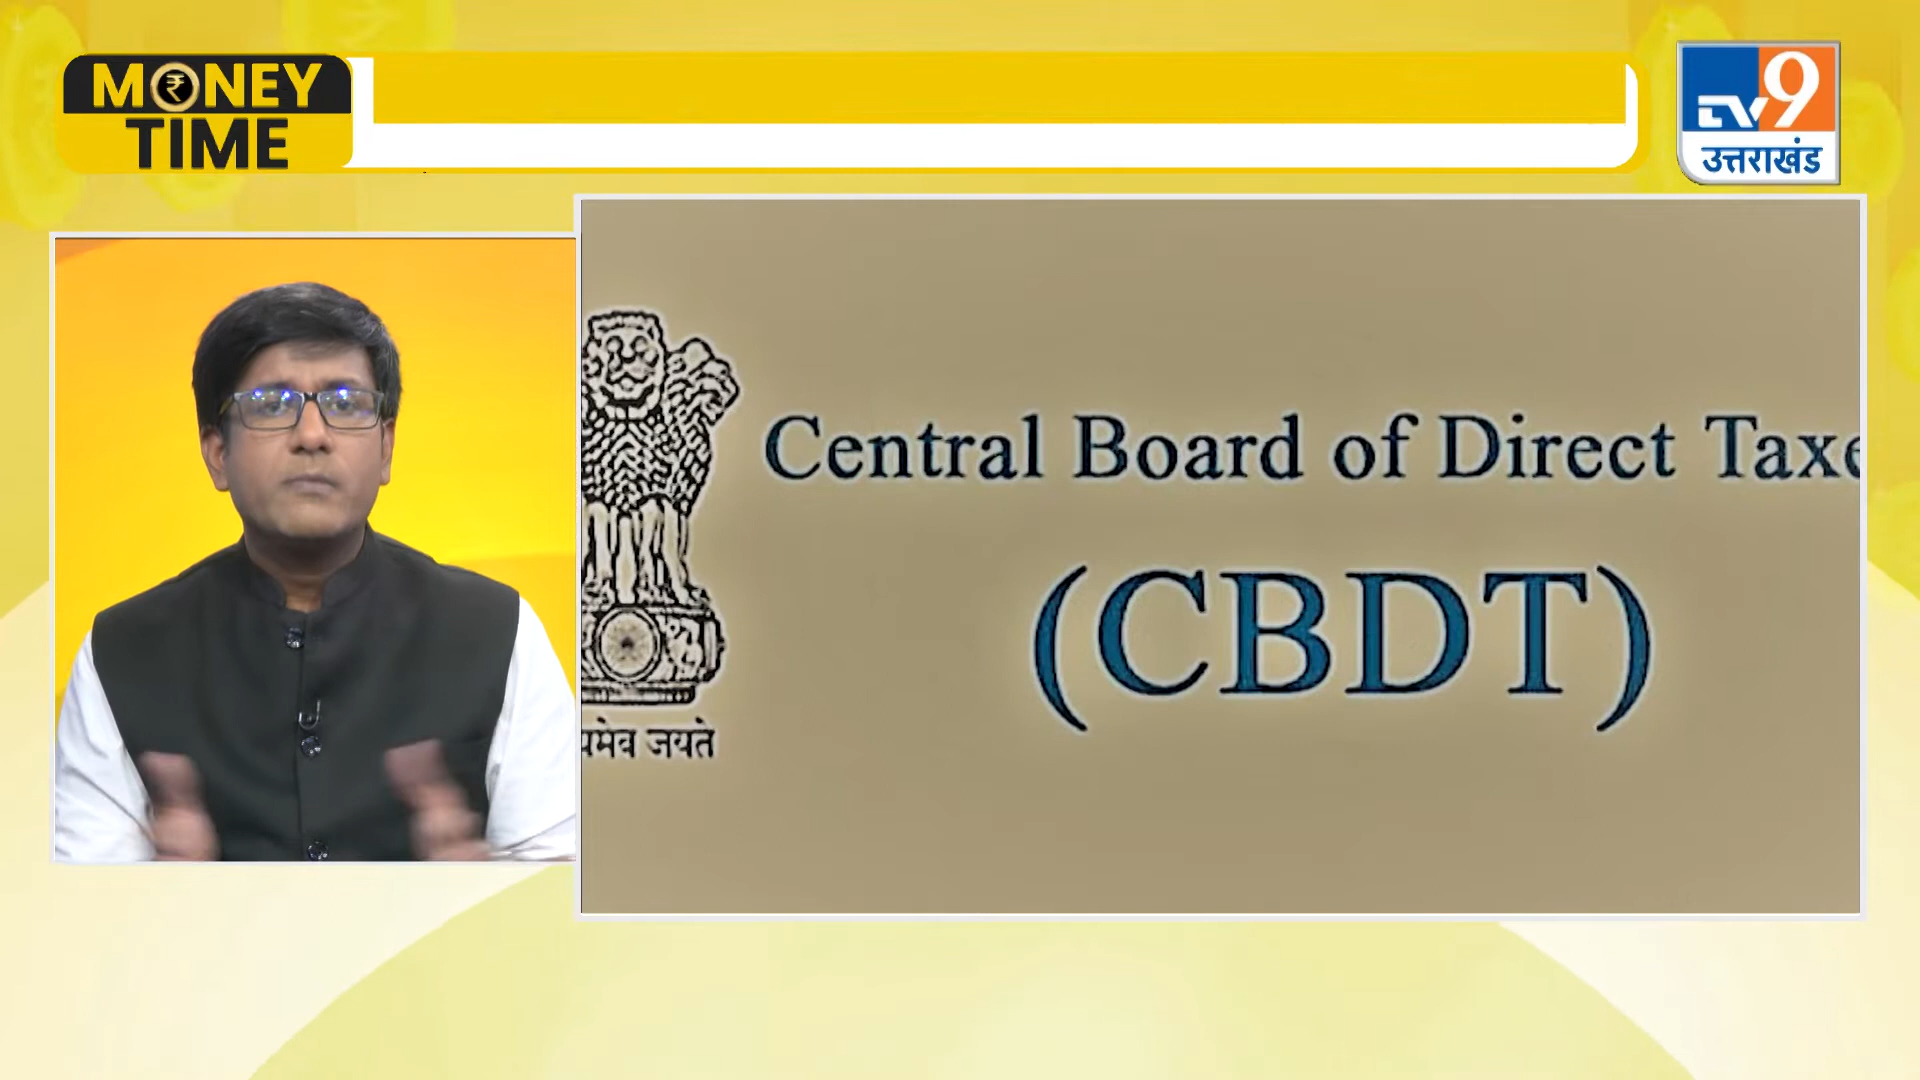 MONEY
TIME
TV9
उत्तराखंड
Central Board of Direct Taxe
(CBDT)
यमेव जयते